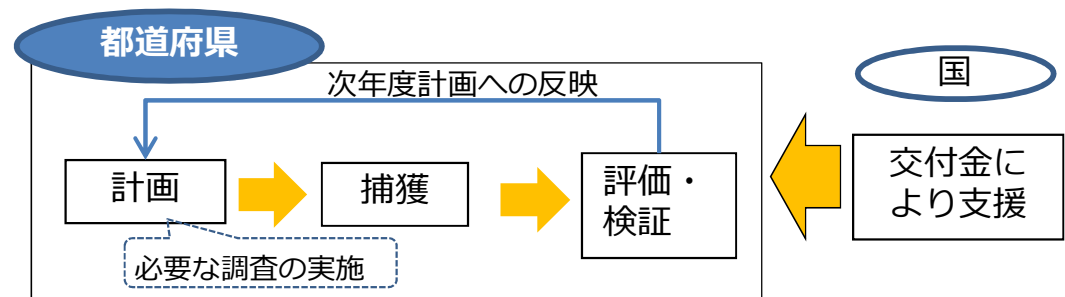 都道府県
国
次年度計画への反映
計画
捕獲
評価・
検証
交付金に
より支援
必要な調査の実施